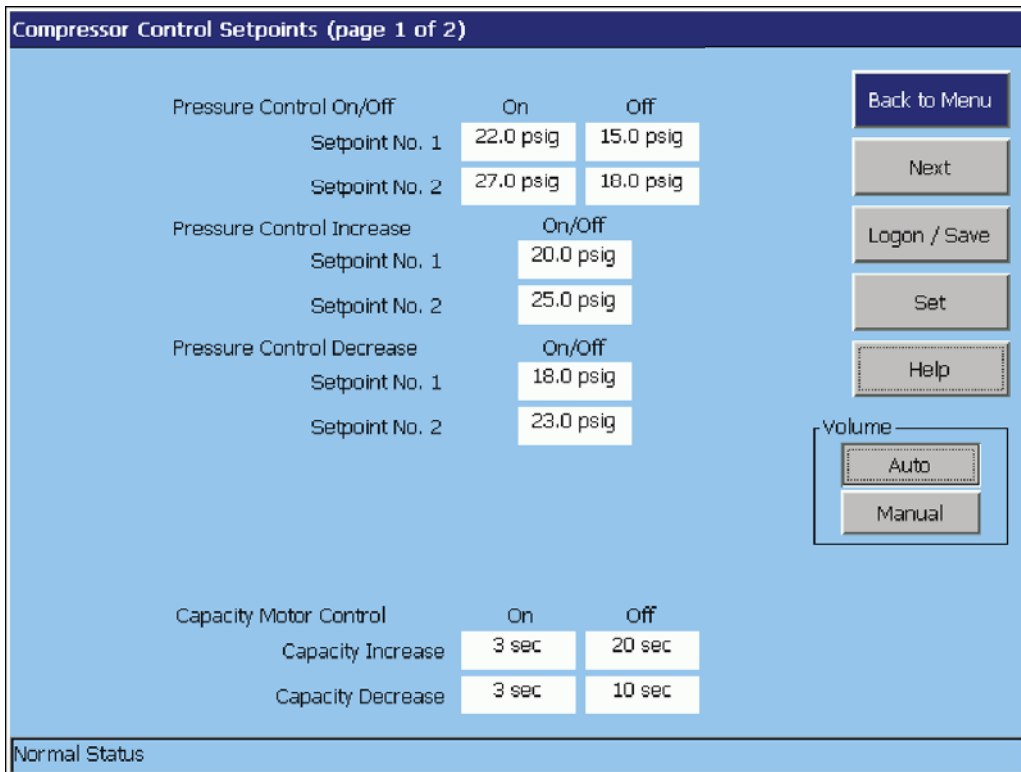 Compressor Control Setpoints (page 1 of 2)
Pressure Control On/Off On Off
Setpoint No. 1 22.0 psig 15.0 psig
Setpoint No. 2 27.0 psig 18.0 psig
Pressure Control Increase On/Off
Setpoint No. 1 20.0 psig
Setpoint No. 2 25.0 psig
Pressure Control Decrease On/Off
Setpoint No. 1 18.0 psig
Setpoint No. 2 23.0 psig
Capacity Motor Control On Off
Capacity Increase 3 sec 20 sec
Capacity Decrease 3 sec 10 sec
Back to Menu
Next
Logon / Save
Set
Help
Volume
Auto
Manual
Normal Status